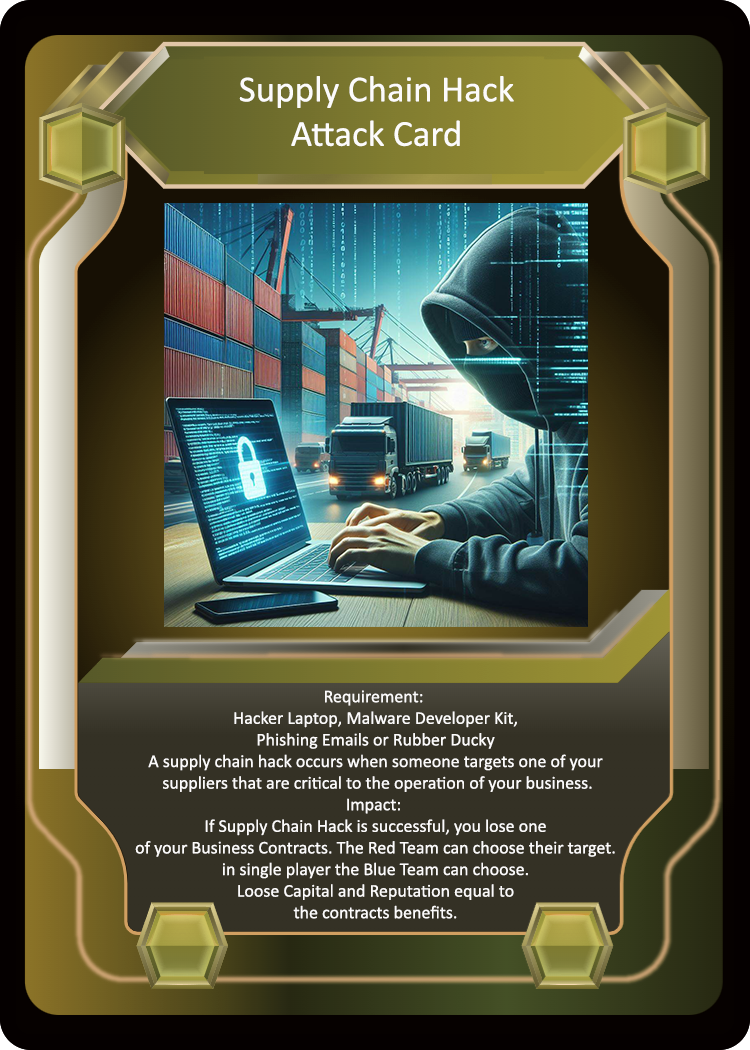 Supply Chain Hack
Attack Card
Requirement:
Hacker Laptop, Malware Developer Kit,
Phishing Emails or Rubber Ducky
A supply chain hack occurs when someone targets one of your
suppliers that are critical to the operation of your business.
Impact:
If Supply Chain Hack is successful, you lose one
of your Business Contracts. The Red Team can choose their target.
in single player the Blue Team can choose.
Loose Capital and Reputation equal to
the contracts benefits.